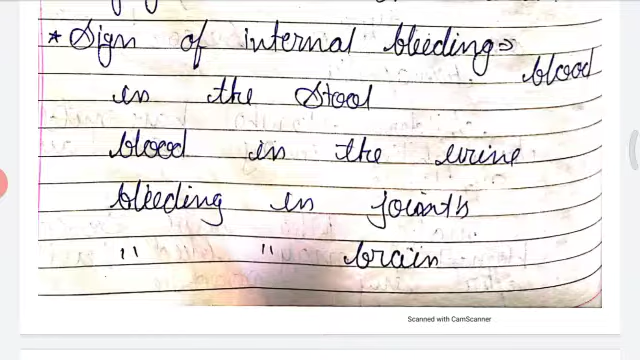 * Sign of internal bleeding => blood
in the stool
blood in the urine
bleeding in joints
" " brain
Scanned with CamScanner